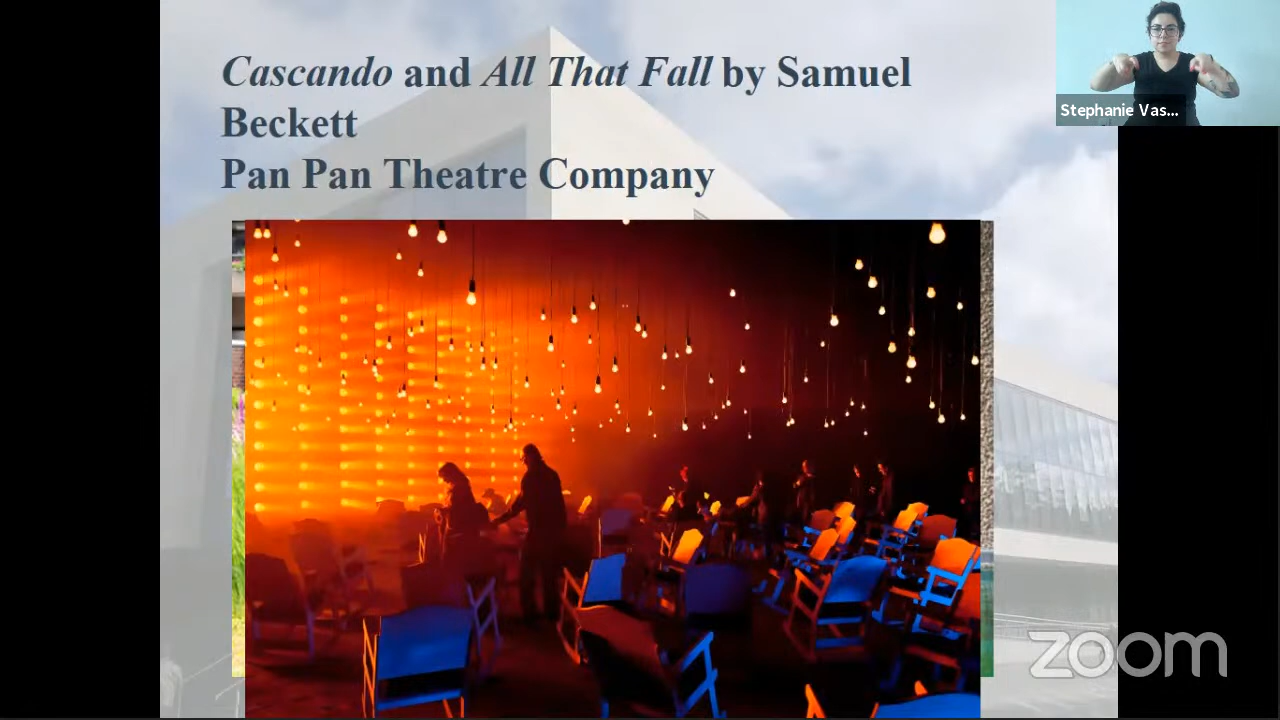 Cascando and All That Fall by Samuel
Beckett
Pan Pan Theatre Company
Stephanie Vas...
zoom